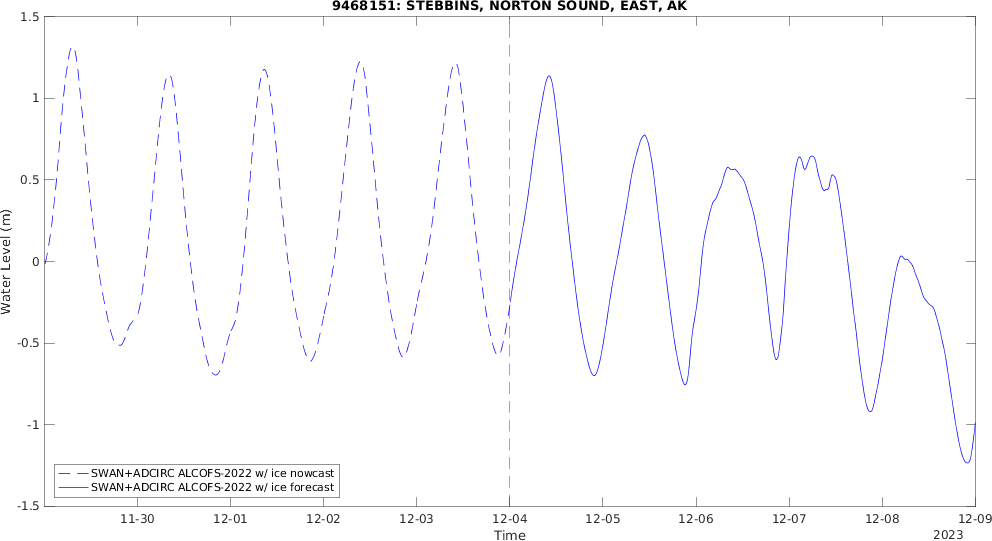 9468151: STEBBINS, NORTON SOUND, EAST, AK
1.5
1
0.5
0
-0.5
-1
-1.5
Water Level (m)
SWAN+ADCIRC ALCOFS-2022 w/ ice nowcast
SWAN+ADCIRC ALCOFS-2022 w/ ice forecast
11-30 12-01 12-02 12-03 12-04 12-05 12-06 12-07 12-08 12-09
Time
2023